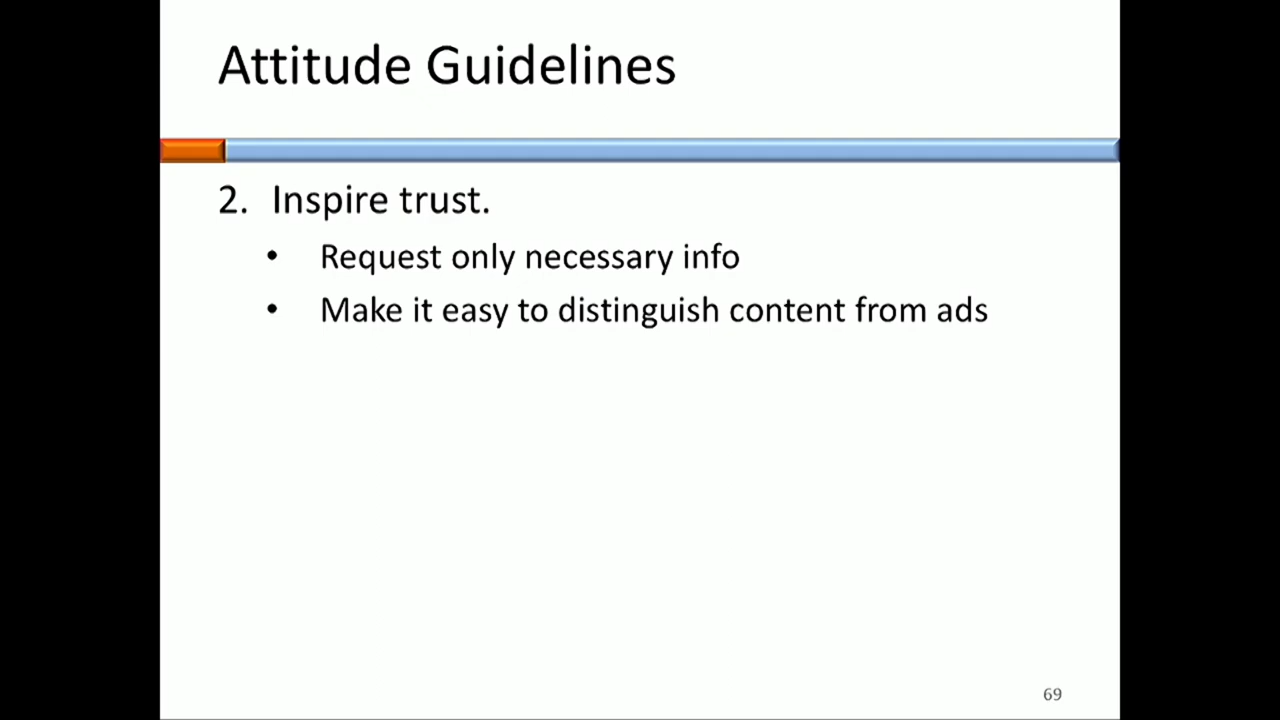 Attitude Guidelines
2. Inspire trust.
• Request only necessary info
• Make it easy to distinguish content from ads
69